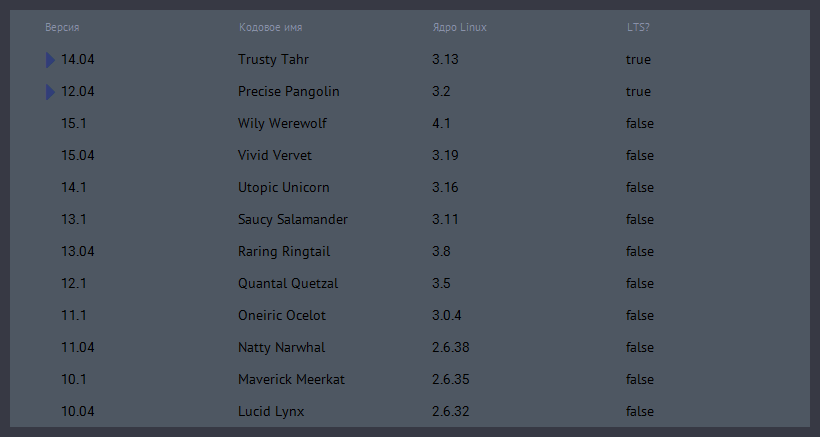 Версия Кодовое имя Ядро Linux LTS?
14.04 Trusty Tahr 3.13 true
12.04 Precise Pangolin 3.2 true
15.1 Wily Werewolf 4.1 false
15.04 Vivid Vervet 3.19 false
14.1 Utopic Unicorn 3.16 false
13.1 Saucy Salamander 3.11 false
13.04 Raring Ringtail 3.8 false
12.1 Quantal Quetzal 3.5 false
11.1 Oneiric Ocelot 3.0.4 false
11.04 Natty Narwhal 2.6.38 false
10.1 Maverick Meerkat 2.6.35 false
10.04 Lucid Lynx 2.6.32 false